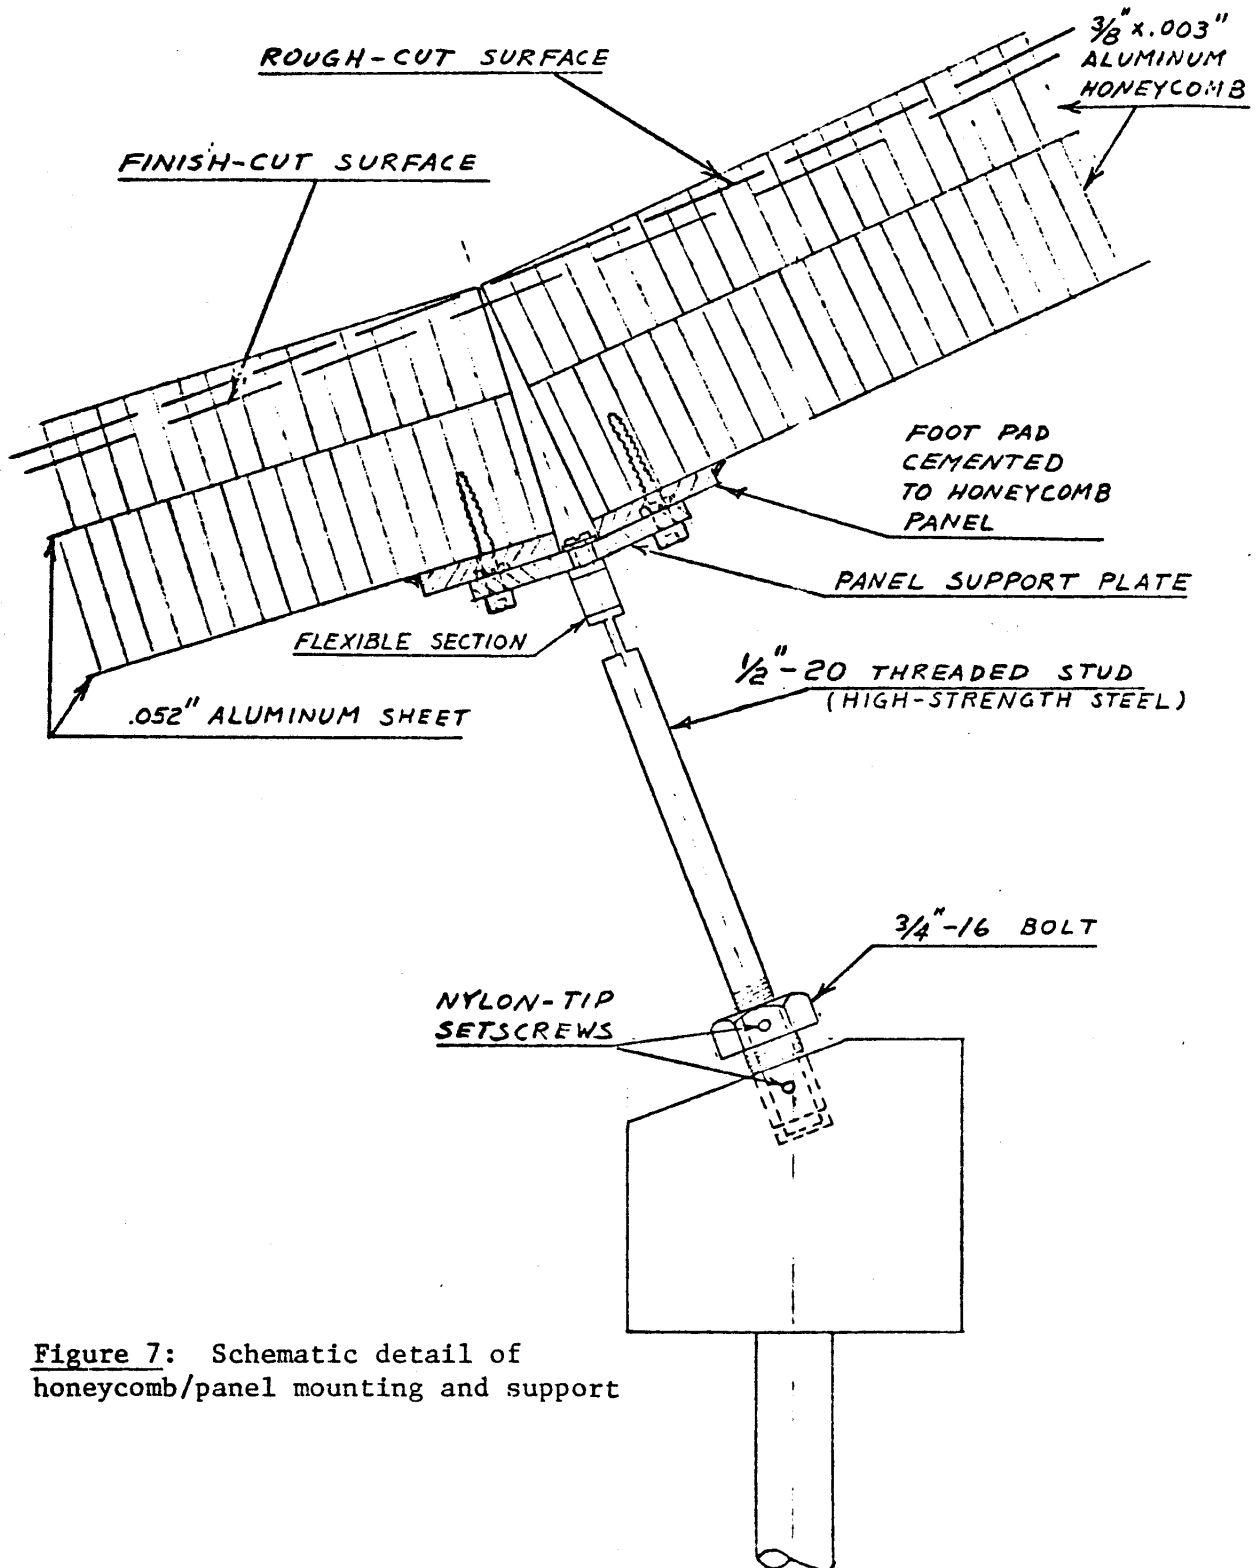 ROUGH-CUT SURFACE
3/8" x .003"
ALUMINUM
HONEYCOMB
FINISH-CUT SURFACE
FOOT PAD
CEMENTED
TO HONEYCOMB
PANEL
PANEL SUPPORT PLATE
FLEXIBLE SECTION
1/2"-20 THREADED STUD
(HIGH-STRENGTH STEEL)
.052" ALUMINUM SHEET
3/4"-16 BOLT
NYLON-TIP
SETSCREWS
Figure 7: Schematic detail of
honeycomb/panel mounting and support